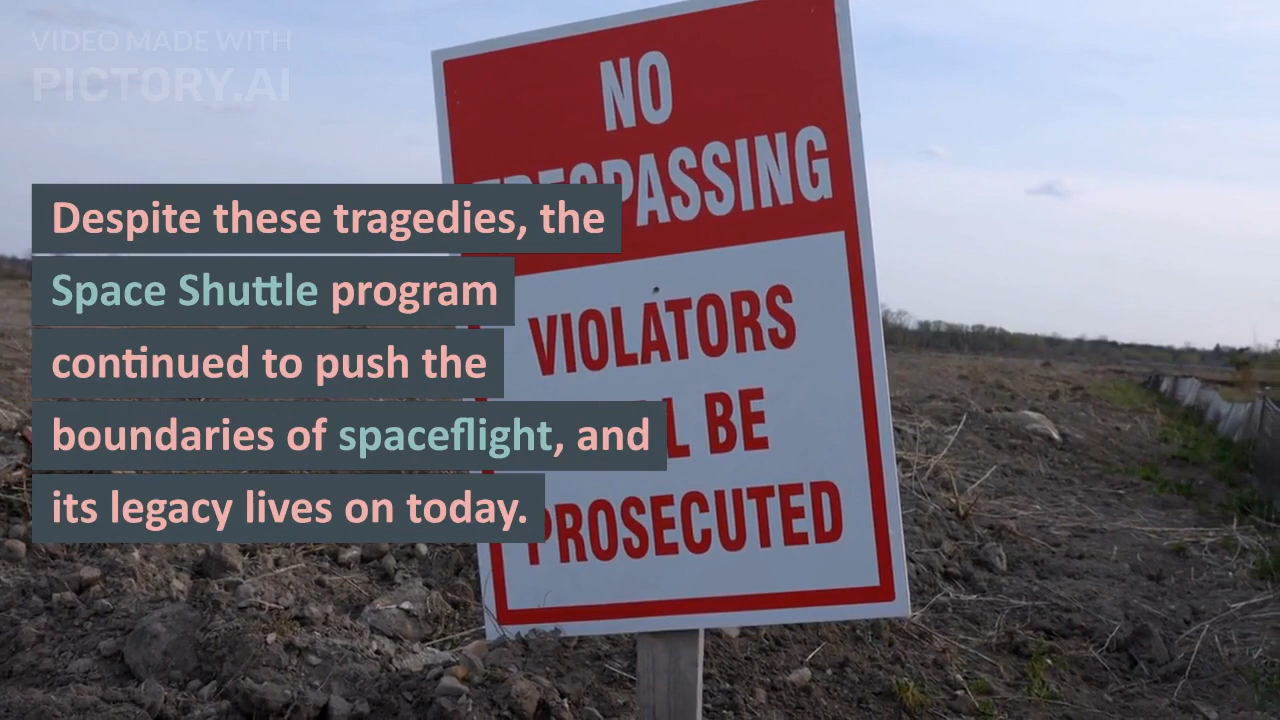 VIDEO MADE WITH
PICTORY.AI
NO
TRESPASSING
VIOLATORS
BE
PROSECUTED
Despite these tragedies, the
Space Shuttle program
continued to push the
boundaries of spaceflight, and
its legacy lives on today.